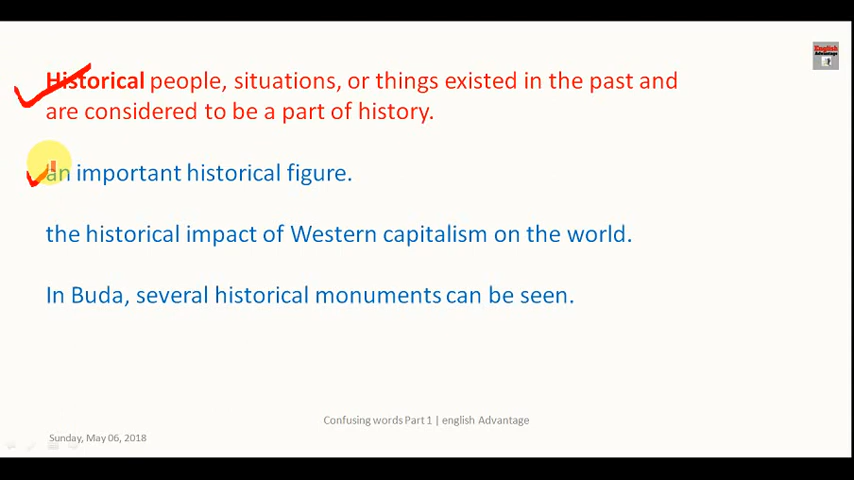 English
Advantage
Historical people, situations, or things existed in the past and
are considered to be a part of history.
an important historical figure.
the historical impact of Western capitalism on the world.
In Buda, several historical monuments can be seen.
Confusing words Part 1 | english Advantage
Sunday, May 06, 2018